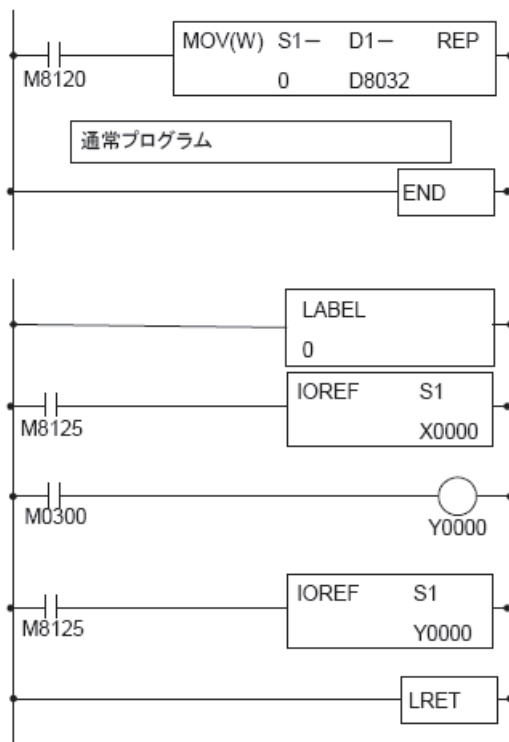 MOV(W) S1－ D1－ REP
M8120
0 D8032
通常プログラム
END
LABEL
0
IOREF S1
M8125
X0000
M0300
Y0000
IOREF S1
M8125
Y0000
LRET